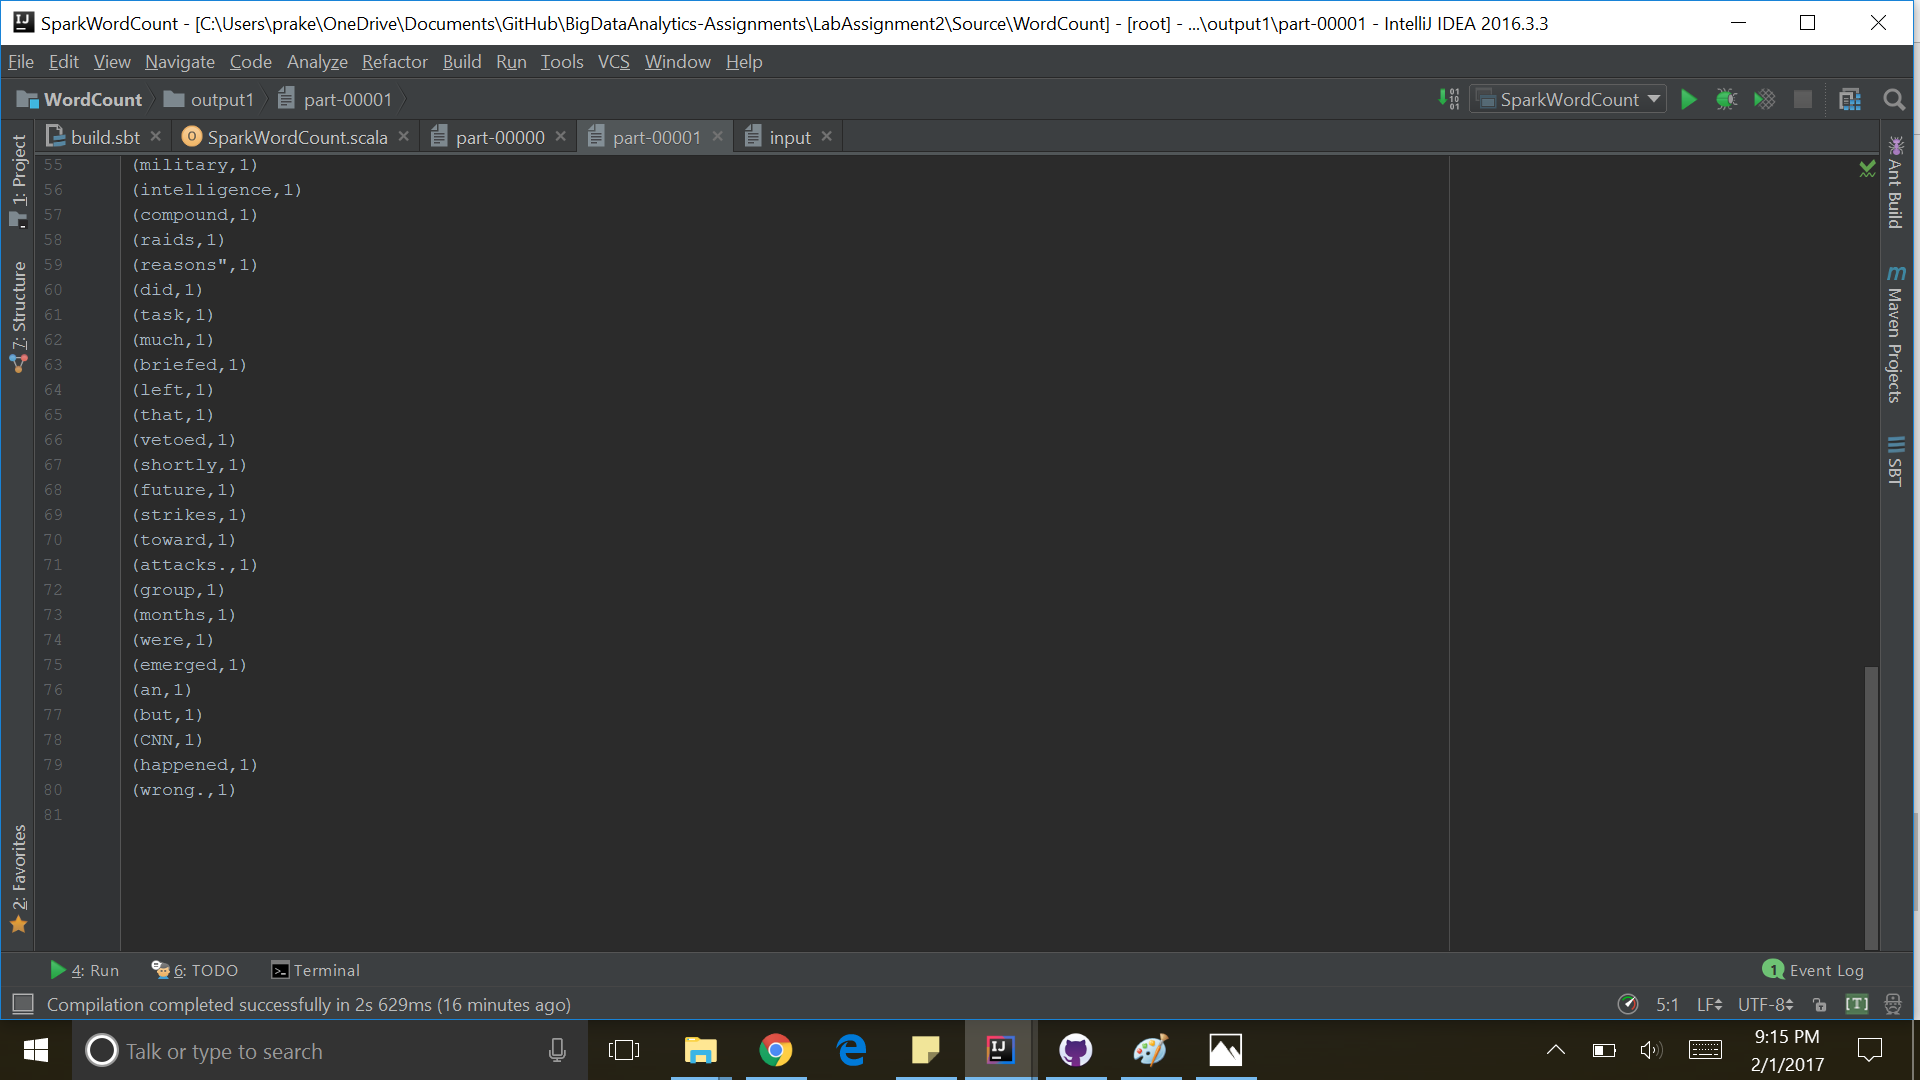 SparkWordCount - [C:\Users\prake\OneDrive\Documents\GitHub\BigDataAnalytics-Assignments\LabAssignment2\Source\WordCount] - [root] - ...\output1\part-00001 - IntelliJ IDEA 2016.3.3
File Edit View Navigate Code Analyze Refactor Build Run Tools VCS Window Help
WordCount output1 part-00001 SparkWordCount
build.sbt SparkWordCount.scala part-00000 part-00001 input
1: Project
7: Structure
2: Favorites
55 (military,1)
56 (intelligence,1)
57 (compound,1)
58 (raids,1)
59 (reasons",1)
60 (did,1)
61 (task,1)
62 (much,1)
63 (briefed,1)
64 (left,1)
65 (that,1)
66 (vetoed,1)
67 (shortly,1)
68 (future,1)
69 (strikes,1)
70 (toward,1)
71 (attacks.,1)
72 (group,1)
73 (months,1)
74 (were,1)
75 (emerged,1)
76 (an,1)
77 (but,1)
78 (CNN,1)
79 (happened,1)
80 (wrong.,1)
81
Ant Build
Maven Projects
SBT
4: Run 6: TODO Terminal 1 Event Log
Compilation completed successfully in 2s 629ms (16 minutes ago) 5:1 LF UTF-8 [T]
Talk or type to search
9:15 PM
2/1/2017